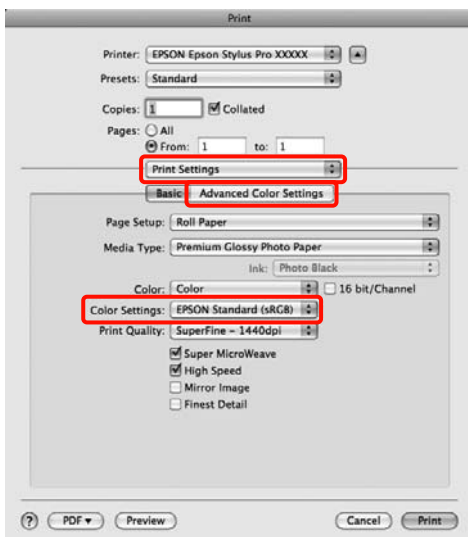 Print
Printer: EPSON Epson Stylus Pro XXXXX
Presets: Standard
Copies: 1 Collated
Pages: All
From: 1 to: 1
Print Settings
Basic Advanced Color Settings
Page Setup: Roll Paper
Media Type: Premium Glossy Photo Paper
Ink: Photo Black
Color: Color 16 bit/Channel
Color Settings: EPSON Standard (sRGB)
Print Quality: SuperFine – 1440dpi
Super MicroWeave
High Speed
Mirror Image
Finest Detail
? PDF Preview Cancel Print